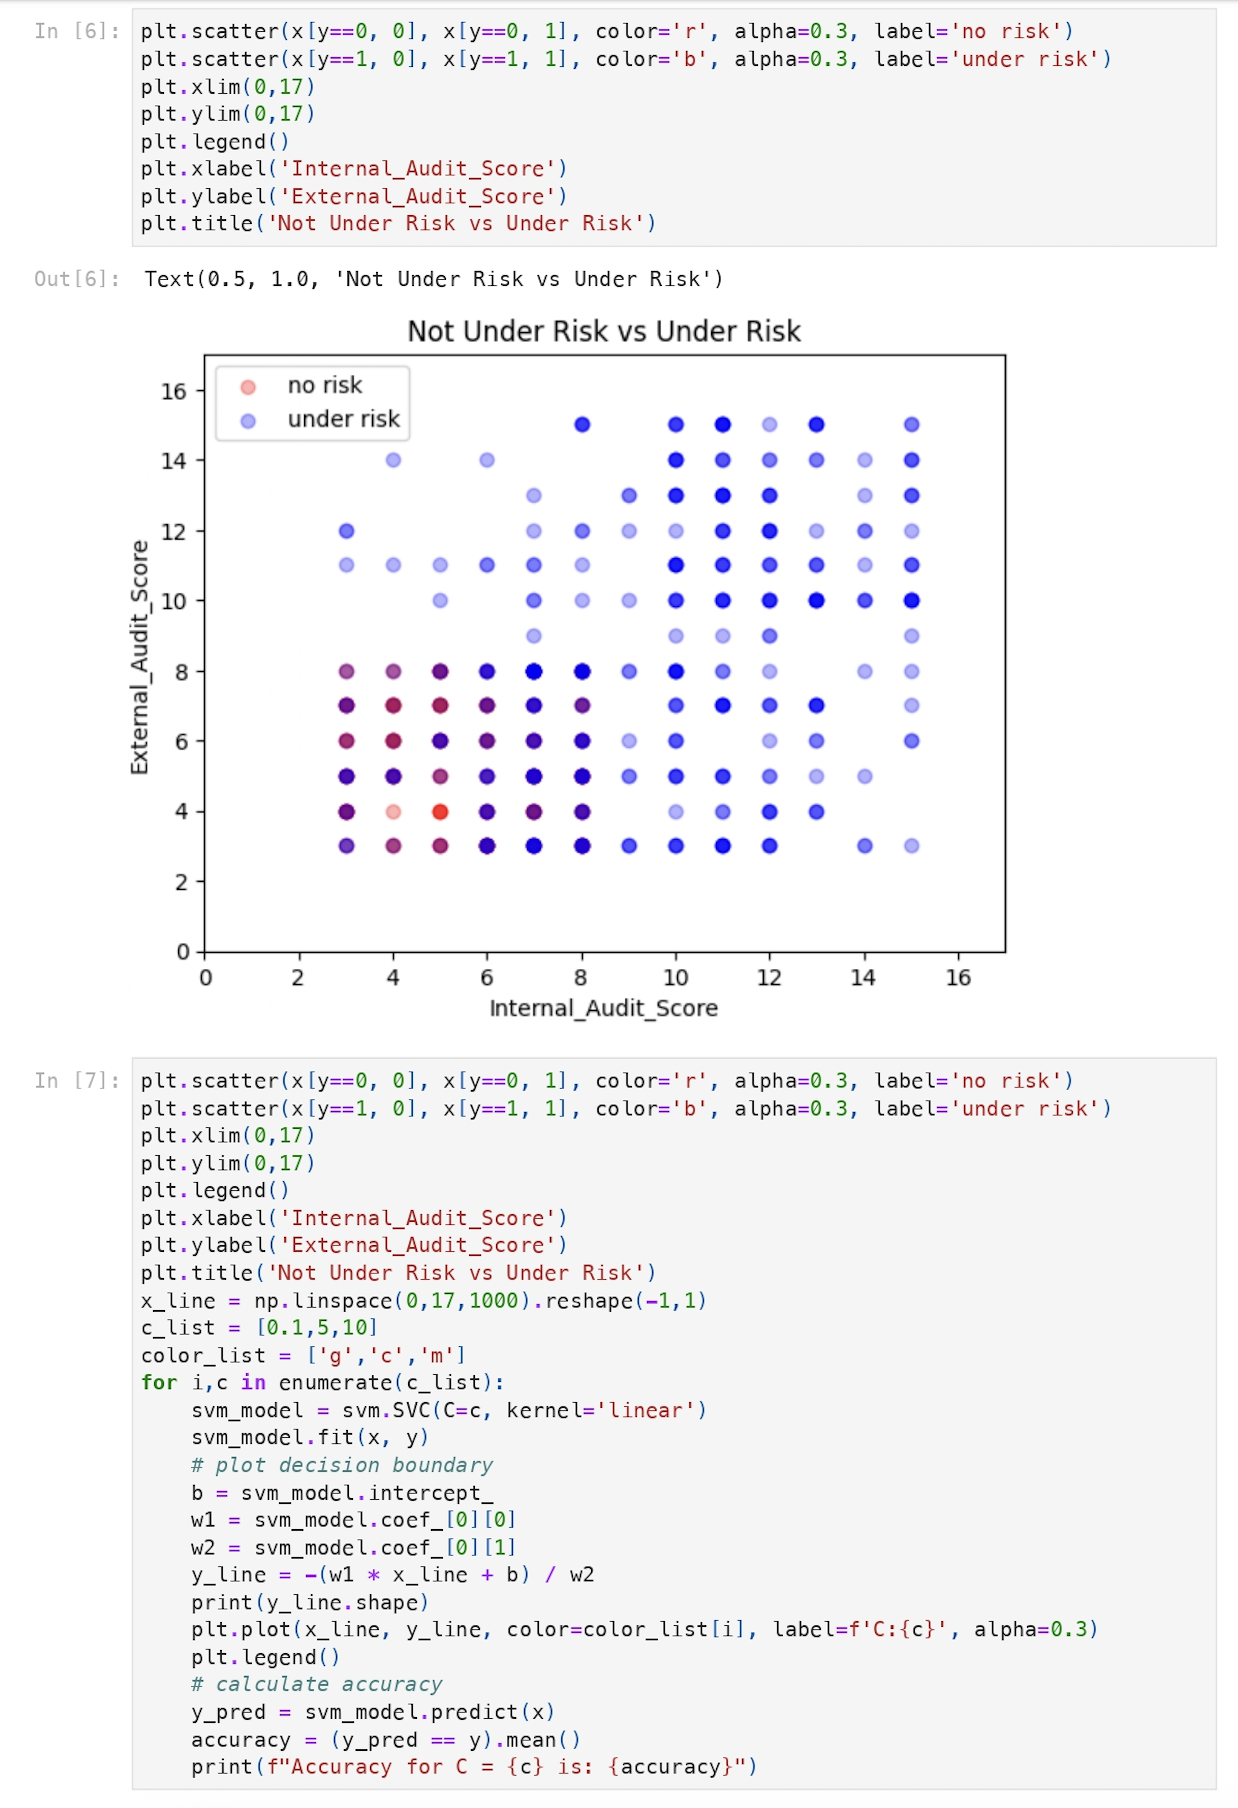 In [6]:
plt.scatter(x[y==0, 0], x[y==0, 1], color='r', alpha=0.3, label='no risk')
plt.scatter(x[y==1, 0], x[y==1, 1], color='b', alpha=0.3, label='under risk')
plt.xlim(0,17)
plt.ylim(0,17)
plt.legend()
plt.xlabel('Internal_Audit_Score')
plt.ylabel('External_Audit_Score')
plt.title('Not Under Risk vs Under Risk')
Out[6]: Text(0.5, 1.0, 'Not Under Risk vs Under Risk')
Not Under Risk vs Under Risk
no risk
under risk
16
14
12
10
8
6
4
2
0
External_Audit_Score
0 2 4 6 8 10 12 14 16
Internal_Audit_Score
In [7]:
plt.scatter(x[y==0, 0], x[y==0, 1], color='r', alpha=0.3, label='no risk')
plt.scatter(x[y==1, 0], x[y==1, 1], color='b', alpha=0.3, label='under risk')
plt.xlim(0,17)
plt.ylim(0,17)
plt.legend()
plt.xlabel('Internal_Audit_Score')
plt.ylabel('External_Audit_Score')
plt.title('Not Under Risk vs Under Risk')
x_line = np.linspace(0,17,1000).reshape(-1,1)
c_list = [0.1,5,10]
color_list = ['g','c','m']
for i,c in enumerate(c_list):
    svm_model = svm.SVC(C=c, kernel='linear')
    svm_model.fit(x, y)
    # plot decision boundary
    b = svm_model.intercept_
    w1 = svm_model.coef_[0][0]
    w2 = svm_model.coef_[0][1]
    y_line = -(w1 * x_line + b) / w2
    print(y_line.shape)
    plt.plot(x_line, y_line, color=color_list[i], label=f'C:{c}', alpha=0.3)
    plt.legend()
    # calculate accuracy
    y_pred = svm_model.predict(x)
    accuracy = (y_pred == y).mean()
    print(f"Accuracy for C = {c} is: {accuracy}")